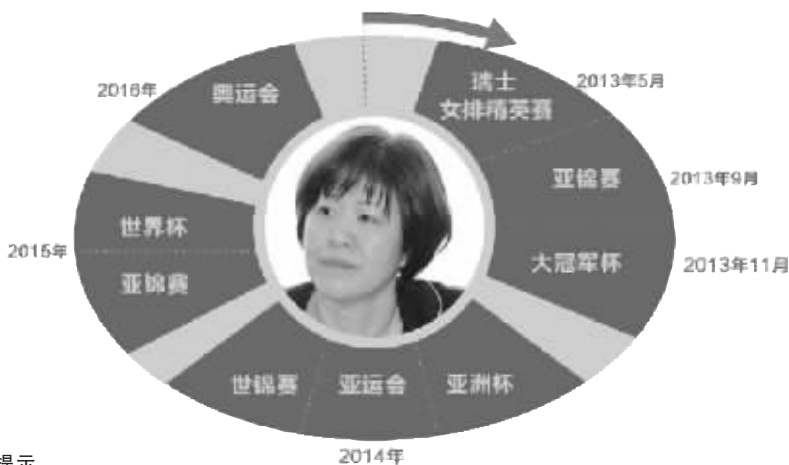 瑞士
女排精英赛
2013年5月
亚锦赛
2013年9月
大冠军杯
2013年11月
亚洲杯
亚运会
世锦赛
2014年
亚锦赛
世界杯
2015年
奥运会
2016年
提示